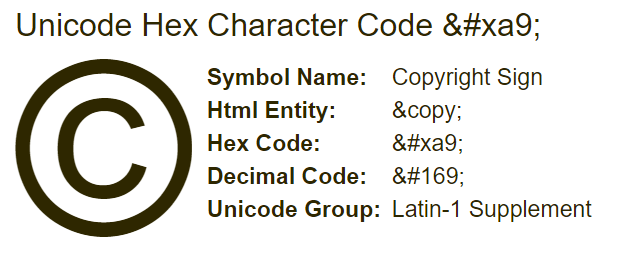 Unicode Hex Character Code &#xa9;
©
Symbol Name: Copyright Sign
Html Entity: &copy;
Hex Code: &#xa9;
Decimal Code: &#169;
Unicode Group: Latin-1 Supplement